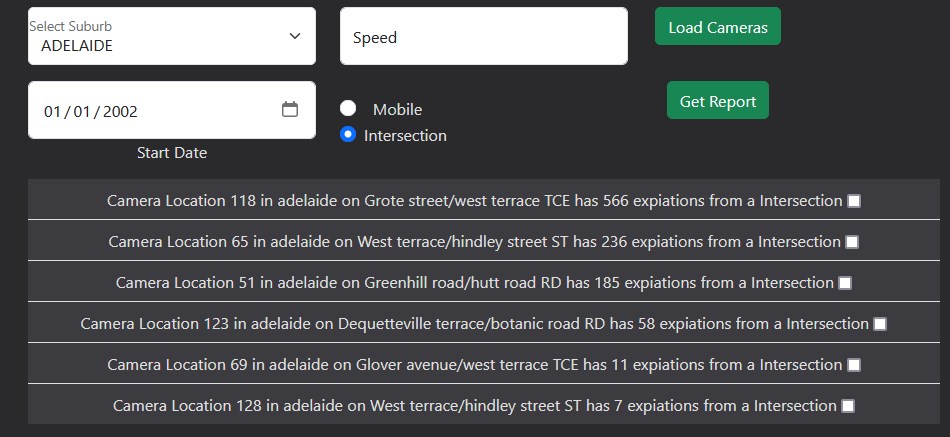 Select Suburb
ADELAIDE
Speed
Load Cameras
01/01/2002
Start Date
Mobile
Intersection
Get Report
Camera Location 118 in adelaide on Grote street/west terrace TCE has 566 expiations from a Intersection
Camera Location 65 in adelaide on West terrace/hindley street ST has 236 expiations from a Intersection
Camera Location 51 in adelaide on Greenhill road/hutt road RD has 185 expiations from a Intersection
Camera Location 123 in adelaide on Dequetteville terrace/botanic road RD has 58 expiations from a Intersection
Camera Location 69 in adelaide on Glover avenue/west terrace TCE has 11 expiations from a Intersection
Camera Location 128 in adelaide on West terrace/hindley street ST has 7 expiations from a Intersection